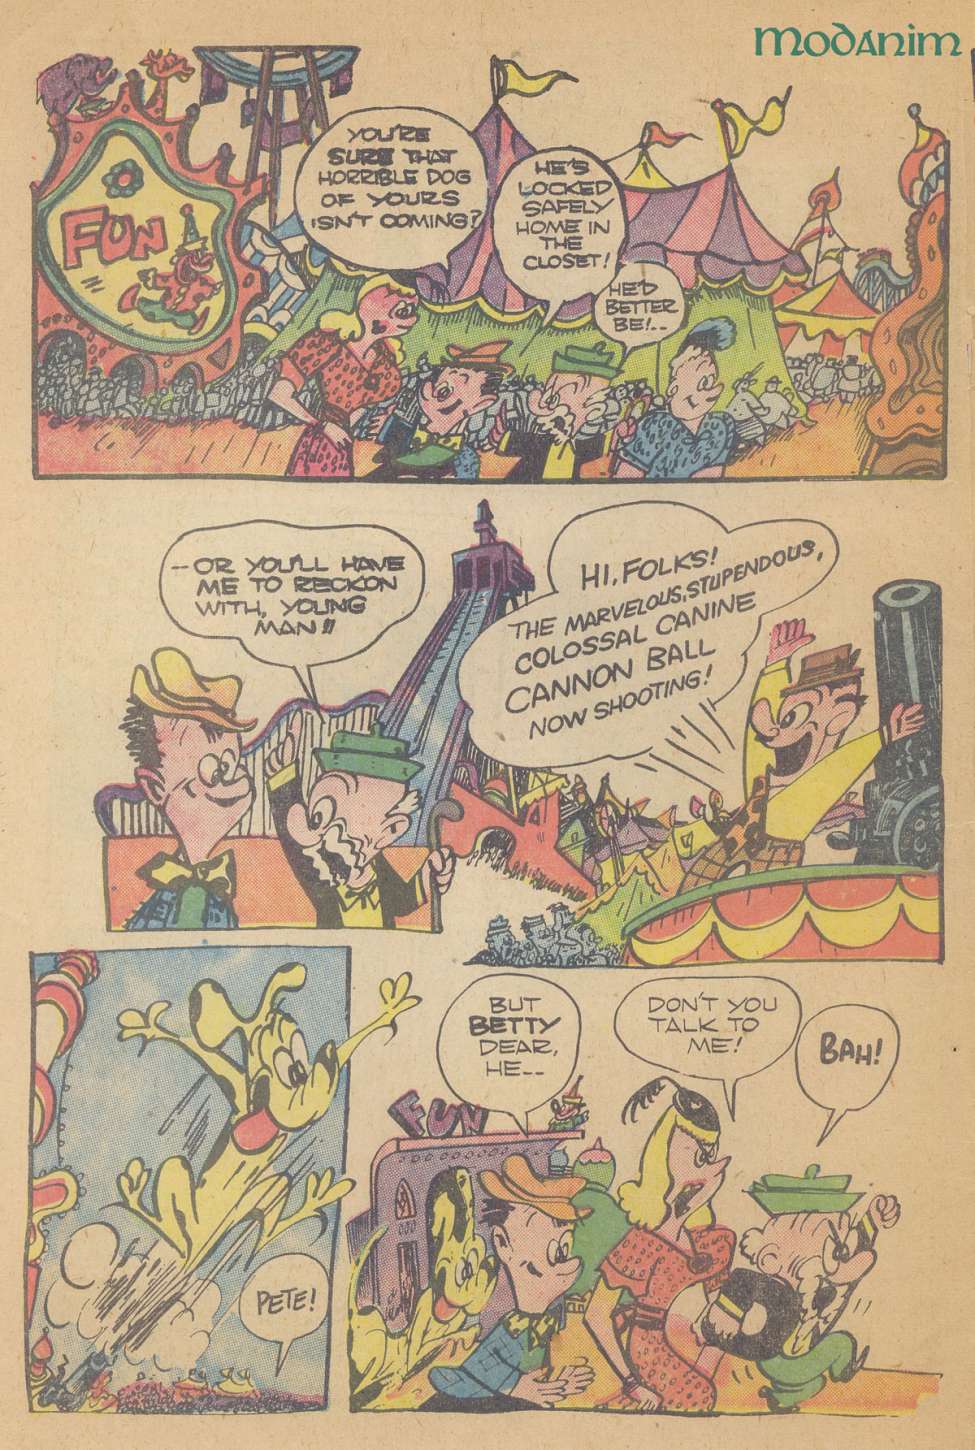 MODANIM
FUN
YOU'RE
SURE THAT
HORRIBLE DOG
OF YOURS
ISN'T COMING?
HE'S
LOCKED
SAFELY
HOME IN
THE
CLOSET!
HE'D
BETTER
BE!--
--OR YOU'LL HAVE
ME TO RECKON
WITH, YOUNG
MAN!!
HI, FOLKS!
THE MARVELOUS, STUPENDOUS,
COLOSSAL CANINE
CANNON BALL
NOW SHOOTING!
PETE!
BUT
BETTY
DEAR,
HE--
DON'T YOU
TALK TO
ME!
BAH!
FUN